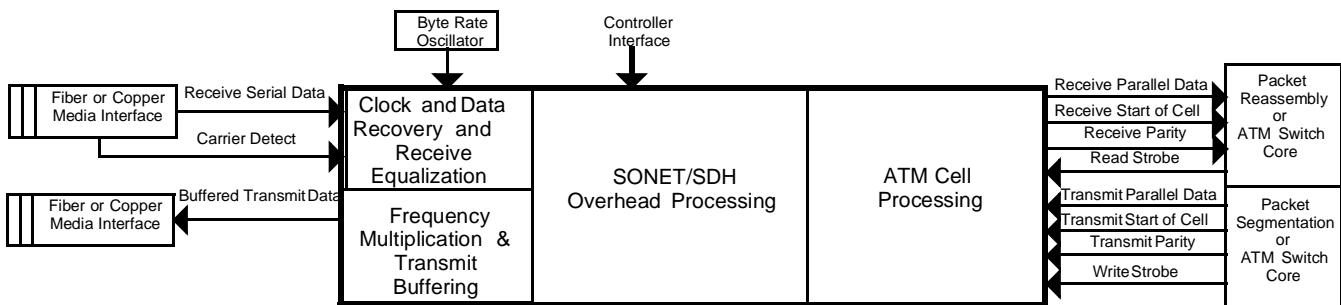 Byte Rate
Oscillator
Controller
Interface
Fiber or Copper
Media Interface
Receive Serial Data
Carrier Detect
Clock and Data
Recovery and
Receive
Equalization
SONET/SDH
Overhead Processing
ATM Cell
Processing
Receive Parallel Data
Receive Start of Cell
Receive Parity
Read Strobe
Packet
Reassembly
or
ATM Switch
Core
Fiber or Copper
Media Interface
Buffered Transmit Data
Frequency
Multiplication &
Transmit
Buffering
Transmit Parallel Data
Transmit Start of Cell
Transmit Parity
Write Strobe
Packet
Segmentation
or
ATM Switch
Core